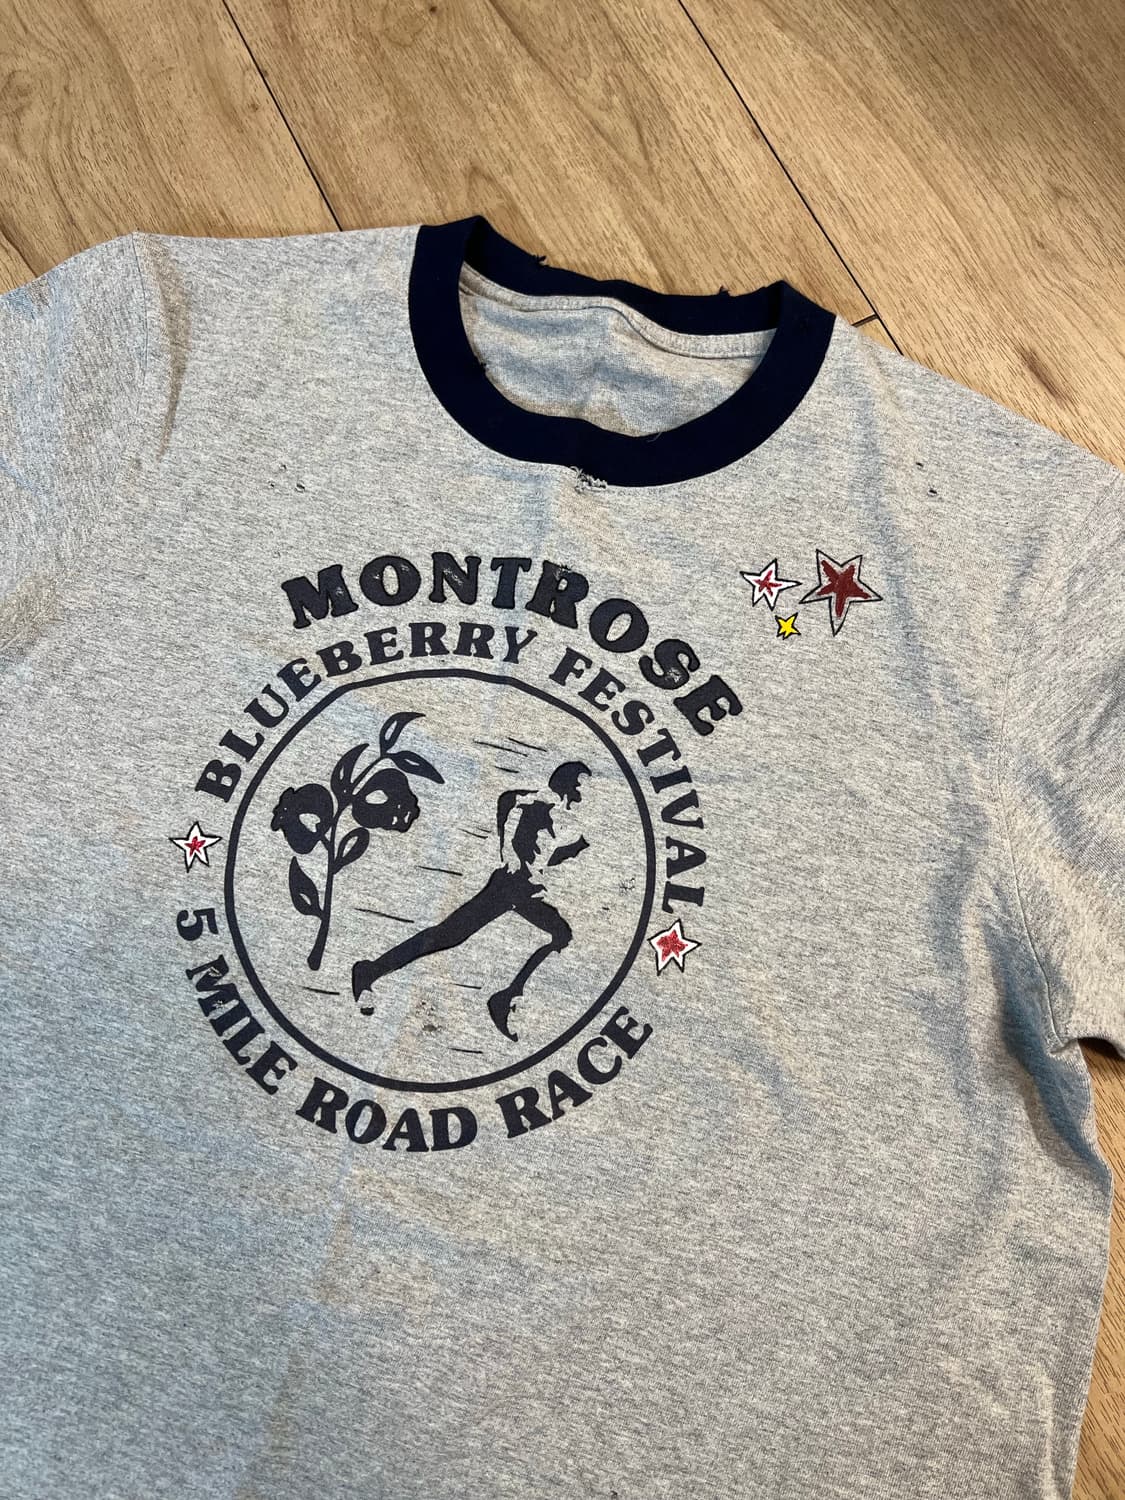 MONTROSE
BLUEBERRY FESTIVAL
5 MILE ROAD RACE